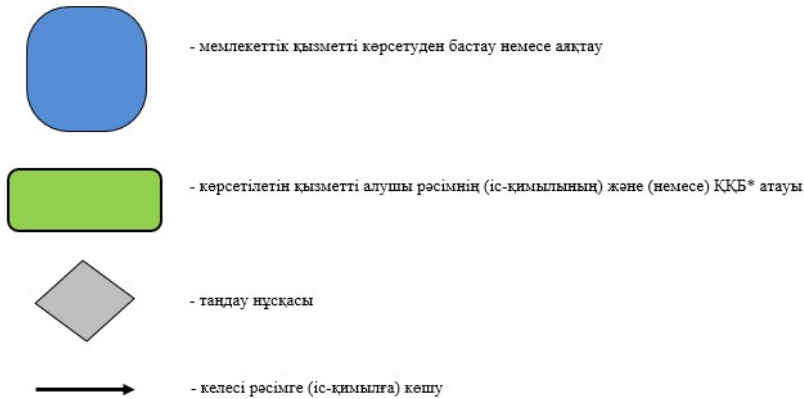 - мемлекеттік қызметті көрсетуден бастау немесе аяқтау
- көрсетілетін қызметті алушы рәсімнің (іс-қимылының) және (немесе) ҚҚБ* атауы
- таңдау нұсқасы
- келесі рәсімге (іс-қимылға) көшу